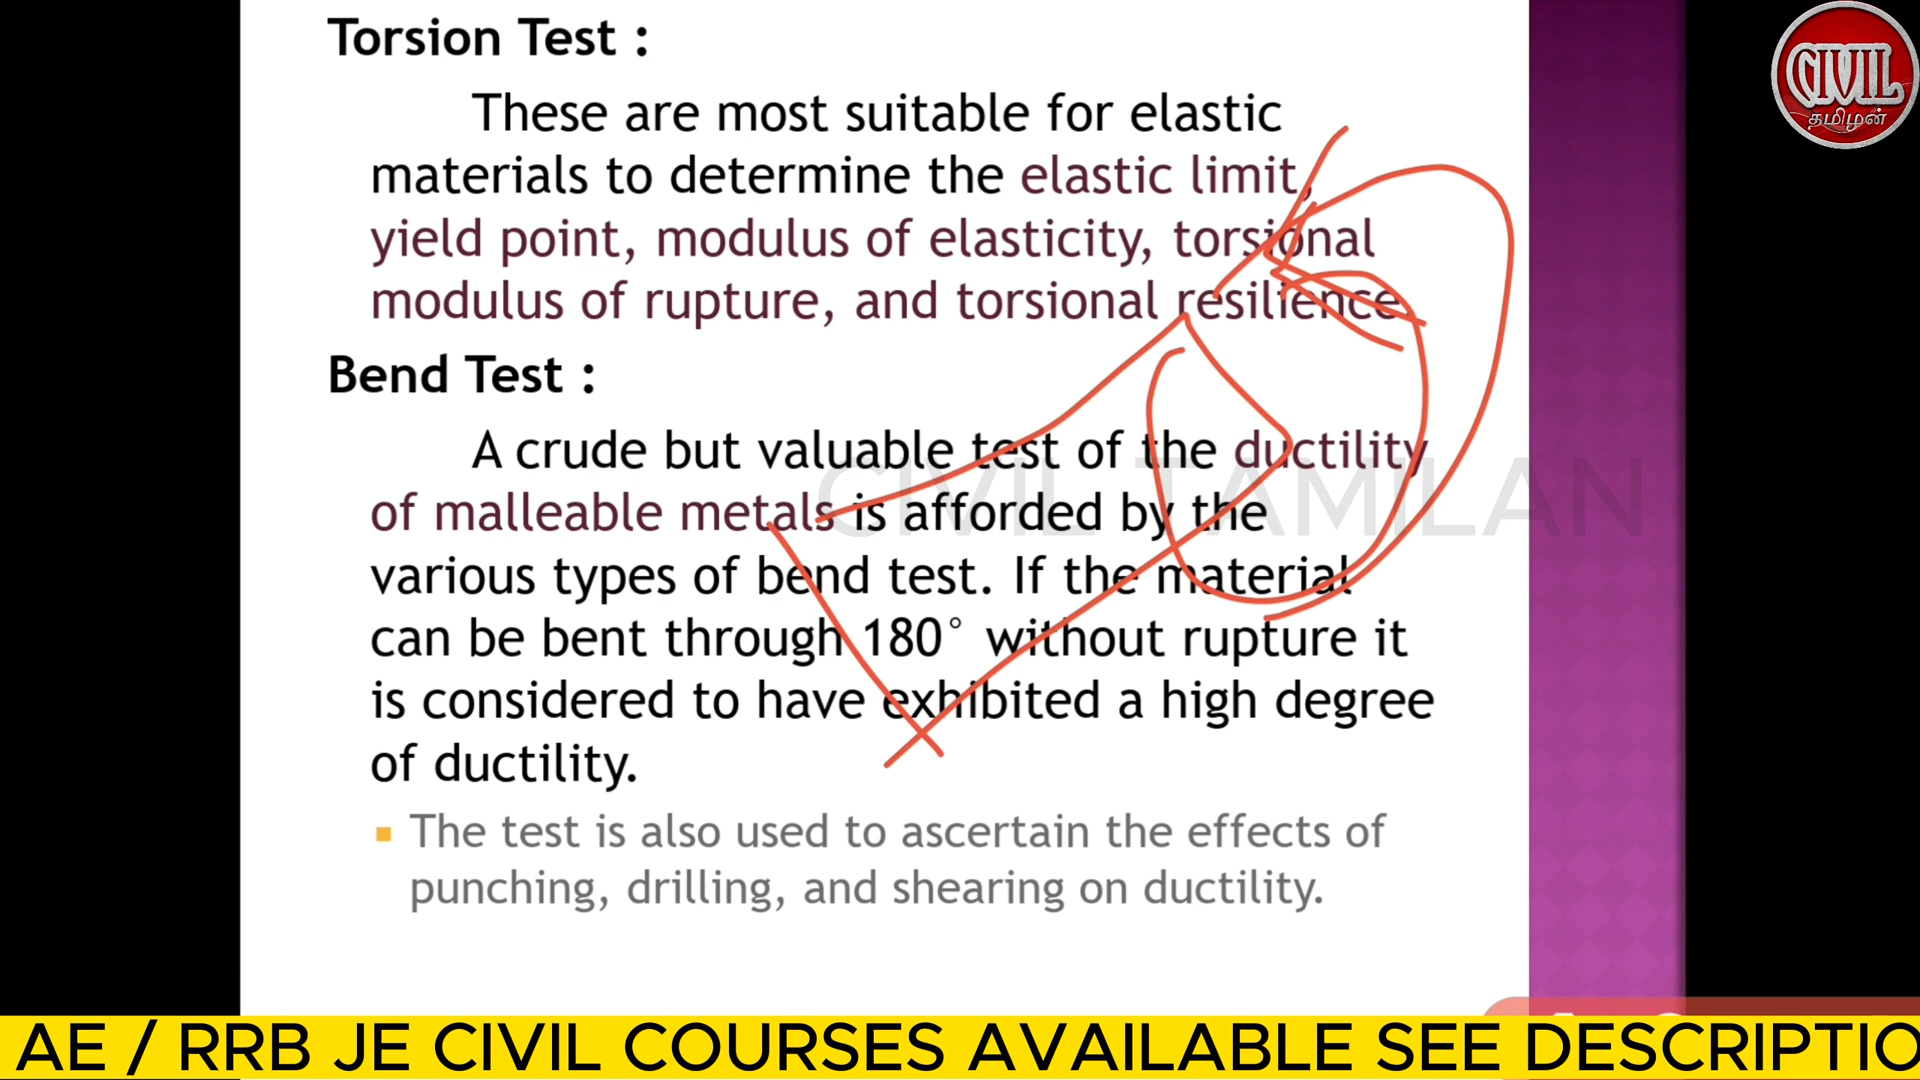 Torsion Test :
These are most suitable for elastic
materials to determine the elastic limit,
yield point, modulus of elasticity, torsional
modulus of rupture, and torsional resilience.
Bend Test :
A crude but valuable test of the ductility
of malleable metals is afforded by the
various types of bend test. If the material
can be bent through 180° without rupture it
is considered to have exhibited a high degree
of ductility.
The test is also used to ascertain the effects of
punching, drilling, and shearing on ductility.
CIVIL TAMILAN
CIVIL
தமிழன்
AE / RRB JE CIVIL COURSES AVAILABLE SEE DESCRIPTIO